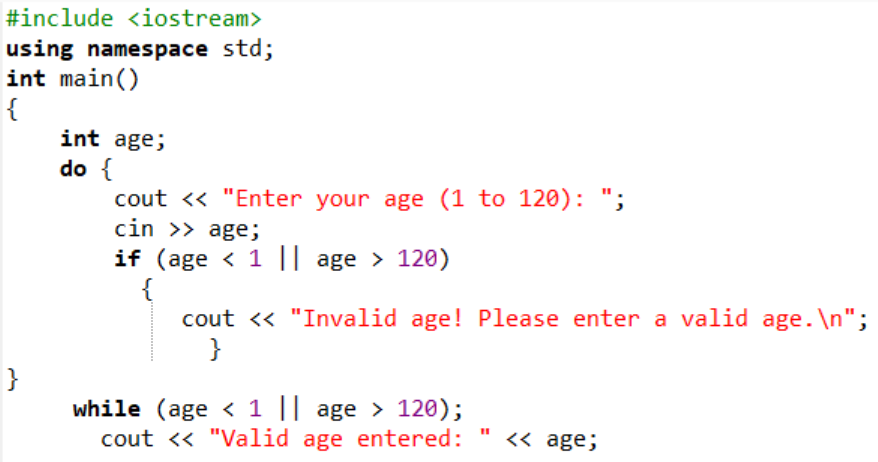 #include <iostream>
using namespace std;
int main()
{
    int age;
    do {
        cout << "Enter your age (1 to 120): ";
        cin >> age;
        if (age < 1 || age > 120)
          {
             cout << "Invalid age! Please enter a valid age.\n";
               }
}
     while (age < 1 || age > 120);
       cout << "Valid age entered: " << age;